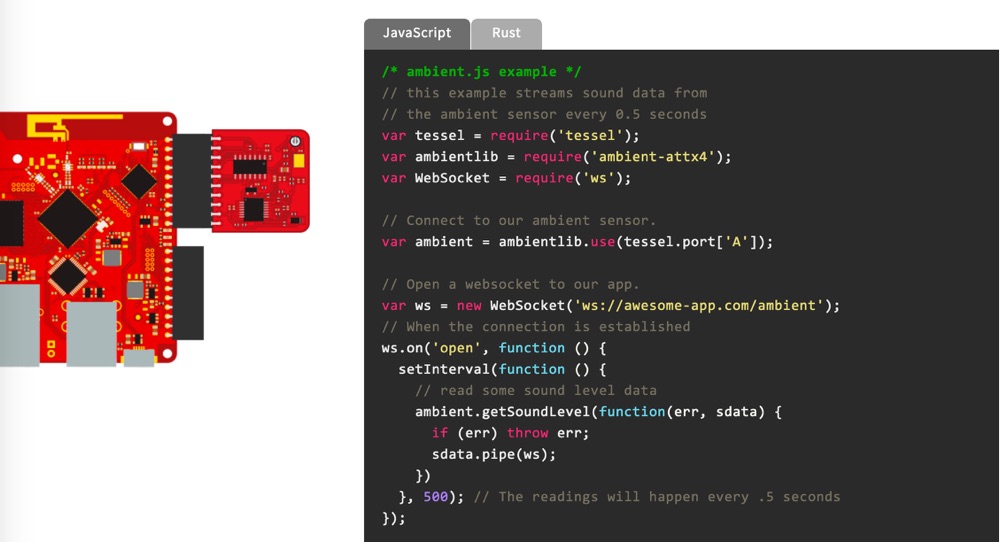 JavaScript
Rust
/* ambient.js example */
// this example streams sound data from
// the ambient sensor every 0.5 seconds
var tessel = require('tessel');
var ambientlib = require('ambient-attx4');
var WebSocket = require('ws');

// Connect to our ambient sensor.
var ambient = ambientlib.use(tessel.port['A']);

// Open a websocket to our app.
var ws = new WebSocket('ws://awesome-app.com/ambient');
// When the connection is established
ws.on('open', function () {
  setInterval(function () {
    // read some sound level data
    ambient.getSoundLevel(function(err, sdata) {
      if (err) throw err;
      sdata.pipe(ws);
    })
  }, 500); // The readings will happen every .5 seconds
});